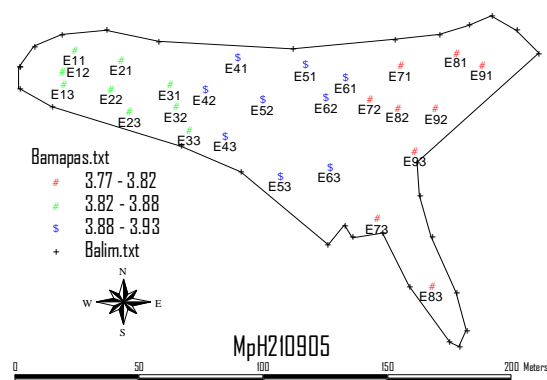 E11
E12
E13
E21
E22
E23
E31
E32
E33
E41
E42
E43
E51
E52
E53
E61
E62
E63
E71
E72
E73
E81
E82
E83
E91
E92
E93
Bamapas.txt
# 3.77 - 3.82
# 3.82 - 3.88
$ 3.88 - 3.93
+ Balim.txt
N
W E
S
MpH210905
0 50 100 150 200 Meters